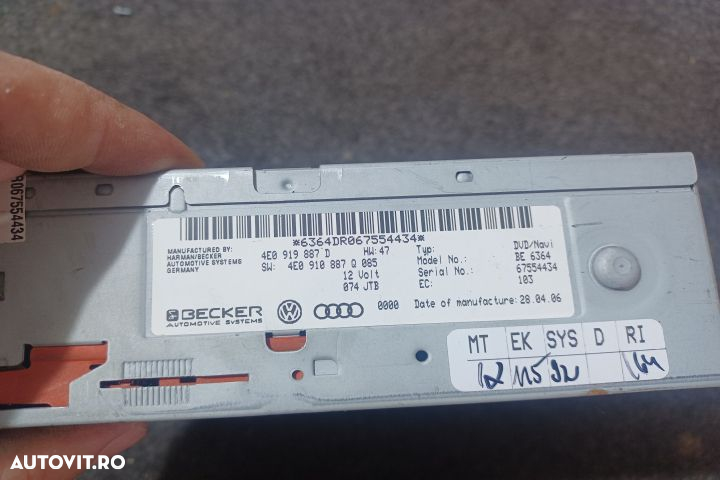 *6364DR067554434*
MANUFACTURED BY:
HARMAN/BECKER
AUTOMOTIVE SYSTEMS
GERMANY
4E0 919 887 D HW: 47
SW: 4E0 910 887 Q 085
12 Volt
074 JTB
Typ: DVD/Navi
Model No.: BE 6364
Serial No.: 67554434
EC: 103
BECKER
AUTOMOTIVE SYSTEMS
0000 Date of manufacture: 28.04.06
MT EK SYS D RI
067554434
AUTOVIT.RO